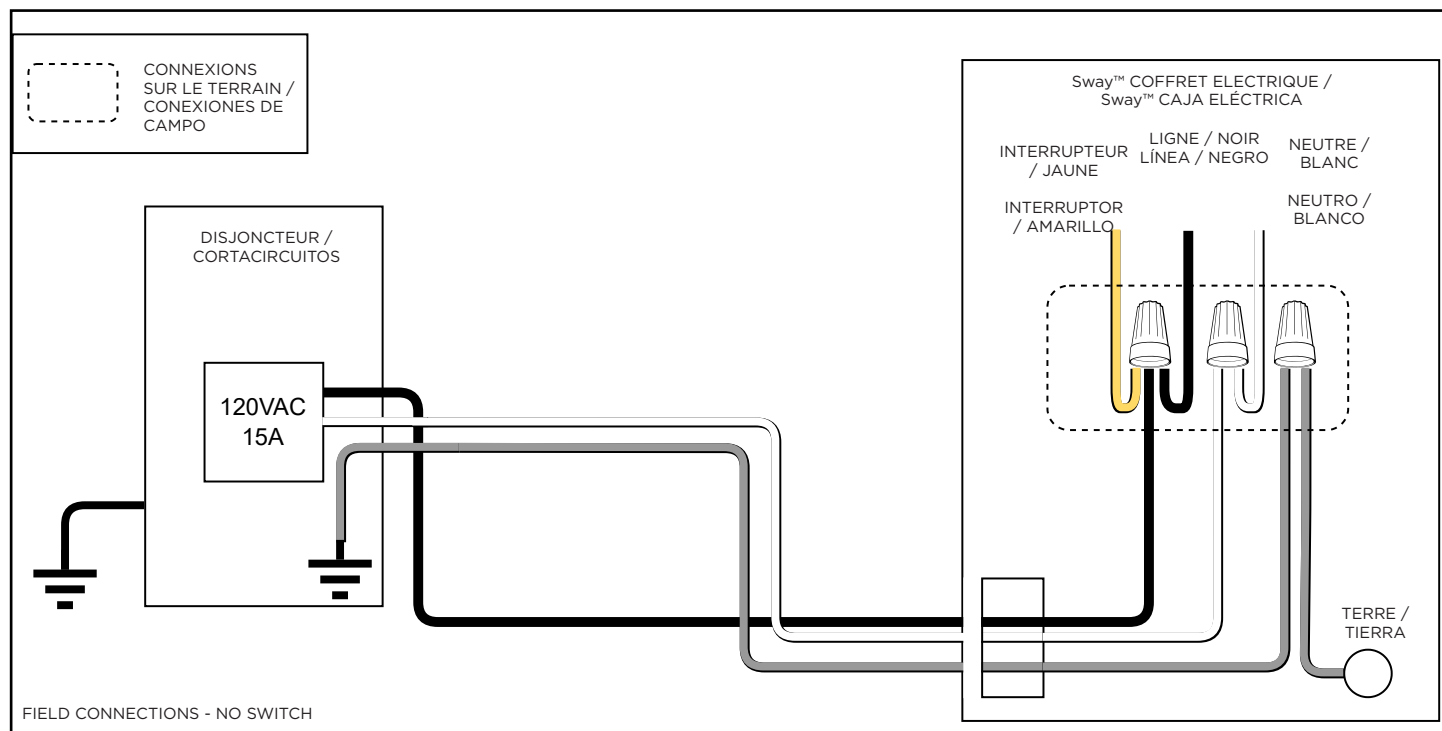 CONNEXIONS
SUR LE TERRAIN /
CONEXIONES DE
CAMPO
Sway™ COFFRET ELECTRIQUE /
Sway™ CAJA ELÉCTRICA
INTERRUPTEUR
/ JAUNE
INTERRUPTOR
/ AMARILLO
LIGNE / NOIR
LÍNEA / NEGRO
NEUTRE /
BLANC
NEUTRO /
BLANCO
DISJONCTEUR /
CORTACIRCUITOS
120VAC
15A
TERRE /
TIERRA
FIELD CONNECTIONS - NO SWITCH